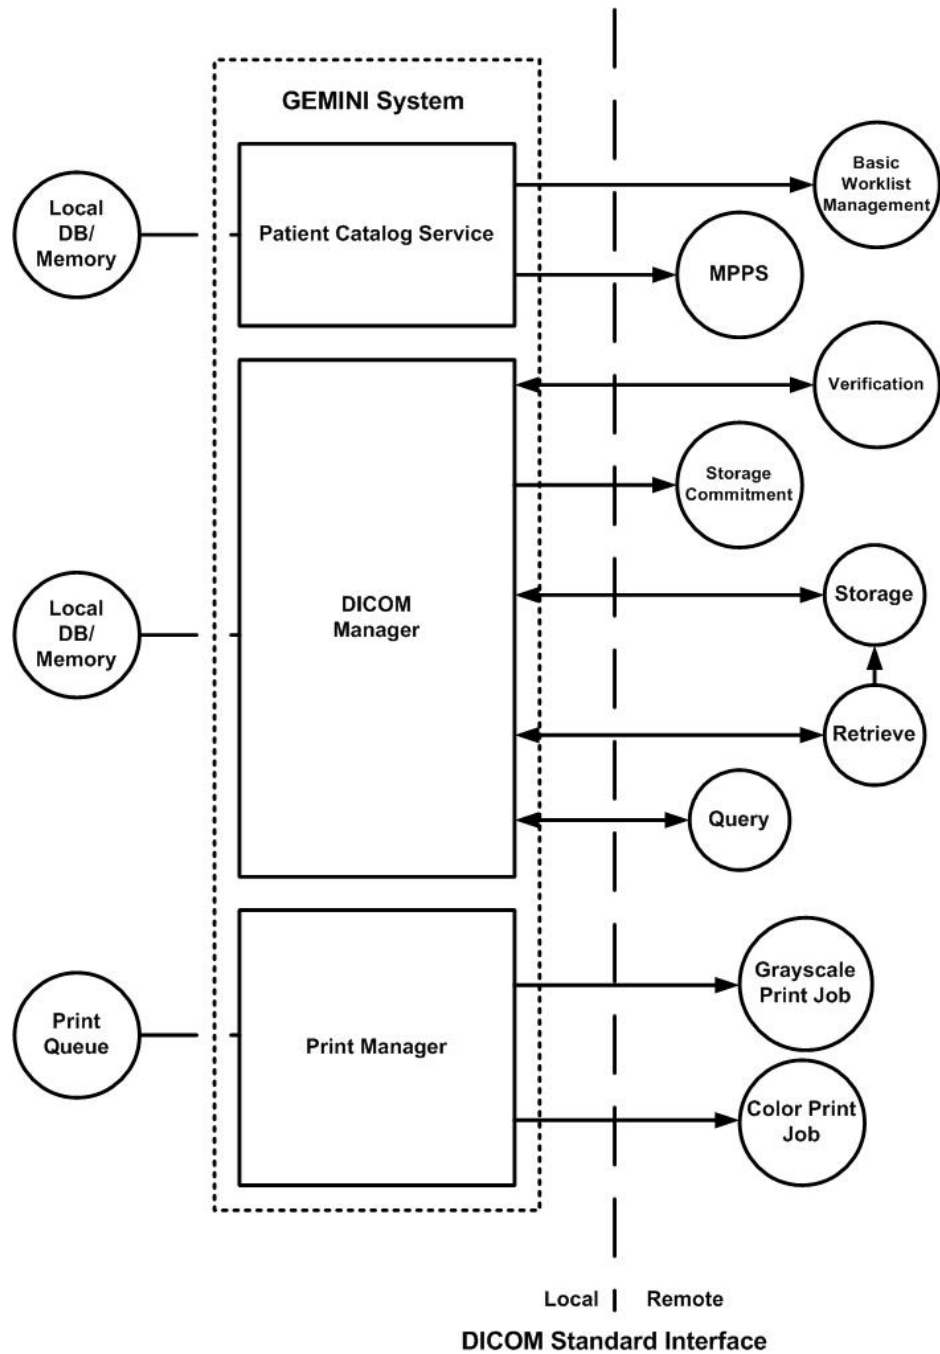 GEMINI System
Local
DB/
Memory
Patient Catalog Service
Basic
Worklist
Management
MPPS
Verification
Storage
Commitment
Local
DB/
Memory
DICOM
Manager
Storage
Retrieve
Query
Print
Queue
Print Manager
Grayscale
Print Job
Color Print
Job
Local
Remote
DICOM Standard Interface